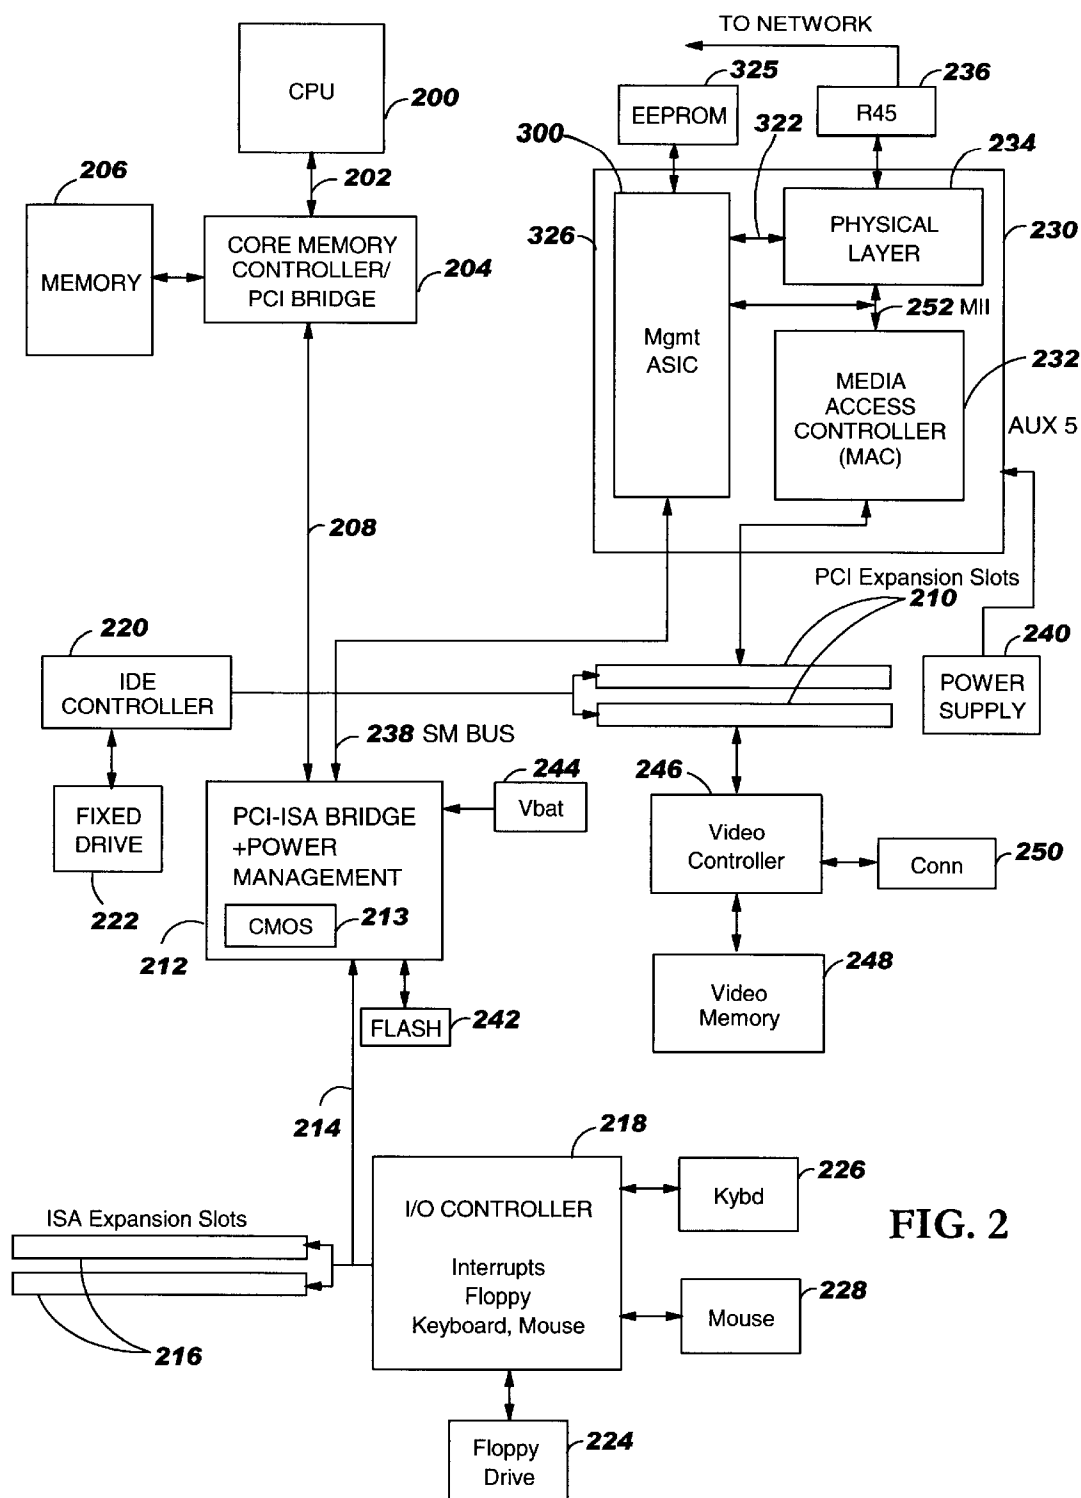 TO NETWORK
CPU
200
325
236
EEPROM
R45
300
322
234
202
206
PHYSICAL
LAYER
230
326
CORE MEMORY
CONTROLLER/
PCI BRIDGE
204
MEMORY
252 MII
Mgmt
ASIC
232
MEDIA
ACCESS
CONTROLLER
(MAC)
AUX 5
208
PCI Expansion Slots
210
220
240
IDE
CONTROLLER
POWER
SUPPLY
238 SM BUS
244
246
Vbat
FIXED
DRIVE
PCI-ISA BRIDGE
+POWER
MANAGEMENT
Video
Controller
250
Conn
222
CMOS
213
212
248
Video
Memory
FLASH
242
214
218
226
Kybd
I/O CONTROLLER
ISA Expansion Slots
FIG. 2
Interrupts
Floppy
Keyboard, Mouse
228
Mouse
216
224
Floppy
Drive